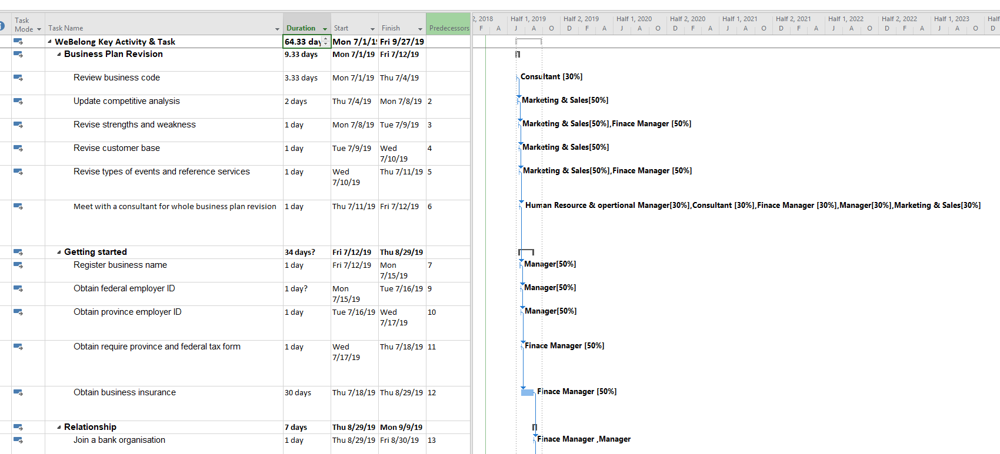 2, 2018 Half 1, 2019 Half 2, 2019 Half 1, 2020 Half 2, 2020 Half 1, 2021 Half 2, 2021 Half 1, 2022 Half 2, 2022 Half 1, 2023 Half
Task Mode Task Name Duration Start Finish Predecessors F A J A O D F A J A O D F A J A O D F A J A O D F A J A O D
WeBelong Key Activity & Task 64.33 day Mon 7/1/1 Fri 9/27/19
Business Plan Revision 9.33 days Mon 7/1/19 Fri 7/12/19
Review business code 3.33 days Mon 7/1/19 Thu 7/4/19 Consultant [30%]
Update competitive analysis 2 days Thu 7/4/19 Mon 7/8/19 2 Marketing & Sales[50%]
Revise strengths and weakness 1 day Mon 7/8/19 Tue 7/9/19 3 Marketing & Sales[50%],Finace Manager [50%]
Revise customer base 1 day Tue 7/9/19 Wed 7/10/19 4 Marketing & Sales[50%]
Revise types of events and reference services 1 day Wed 7/10/19 Thu 7/11/19 5 Marketing & Sales[50%],Finace Manager [50%]
Meet with a consultant for whole business plan revision 1 day Thu 7/11/19 Fri 7/12/19 6 Human Resource & opertional Manager[30%],Consultant [30%],Finace Manager [30%],Manager[30%],Marketing & Sales[30%]
Getting started 34 days? Fri 7/12/19 Thu 8/29/19
Register business name 1 day Fri 7/12/19 Mon 7/15/19 7 Manager[50%]
Obtain federal employer ID 1 day? Mon 7/15/19 Tue 7/16/19 9 Manager[50%]
Obtain province employer ID 1 day Tue 7/16/19 Wed 7/17/19 10 Manager[50%]
Obtain require province and federal tax form 1 day Wed 7/17/19 Thu 7/18/19 11 Finace Manager [50%]
Obtain business insurance 30 days Thu 7/18/19 Thu 8/29/19 12 Finace Manager [50%]
Relationship 7 days Thu 8/29/19 Mon 9/9/19
Join a bank organisation 1 day Thu 8/29/19 Fri 8/30/19 13 Finace Manager ,Manager